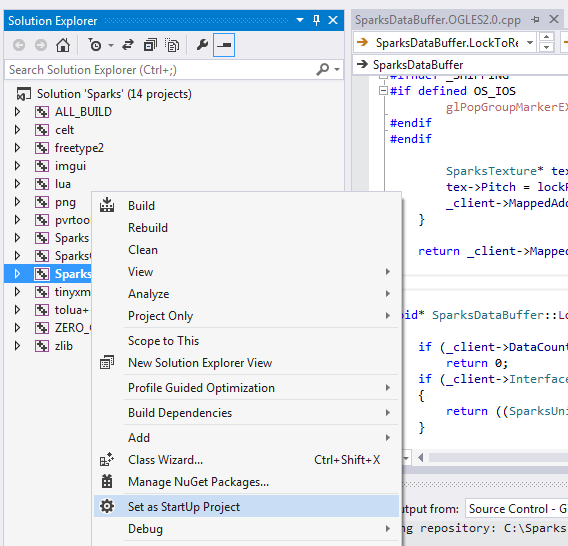 Solution Explorer
Search Solution Explorer (Ctrl+;)
Solution 'Sparks' (14 projects)
ALL_BUILD
celt
freetype2
imgui
lua
png
pvrtoo
Sparks
Sparks
Sparks
tinyxm
tolua+
ZERO_
zlib
Build
Rebuild
Clean
View
Analyze
Project Only
Scope to This
New Solution Explorer View
Profile Guided Optimization
Build Dependencies
Add
Class Wizard... Ctrl+Shift+X
Manage NuGet Packages...
Set as StartUp Project
Debug
SparksDataBuffer.OGLES2.0.cpp
SparksDataBuffer.LockToRe
SparksDataBuffer
#ifndef _SHIPPING
#if defined OS_IOS
glPopGroupMarkerEX
#endif
#endif
SparksTexture* tex
tex->Pitch = lockP
_client->MappedAdd
}
return _client->Mapped
oid* SparksDataBuffer::Lo
if (_client->DataCount
return 0;
if (_client->Interface
{
return ((SparksUni
}
tput from: Source Control - G
ng repository: C:\Sparks